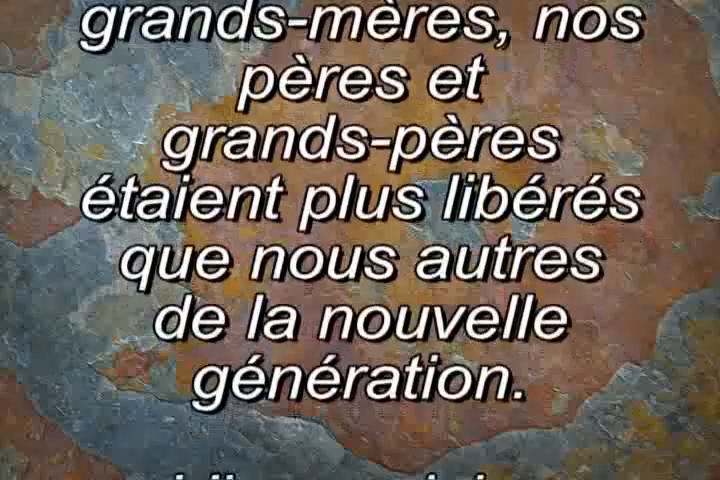 grands-mères, nos
pères et
grands-pères
étaient plus libérés
que nous autres
de la nouvelle
génération.